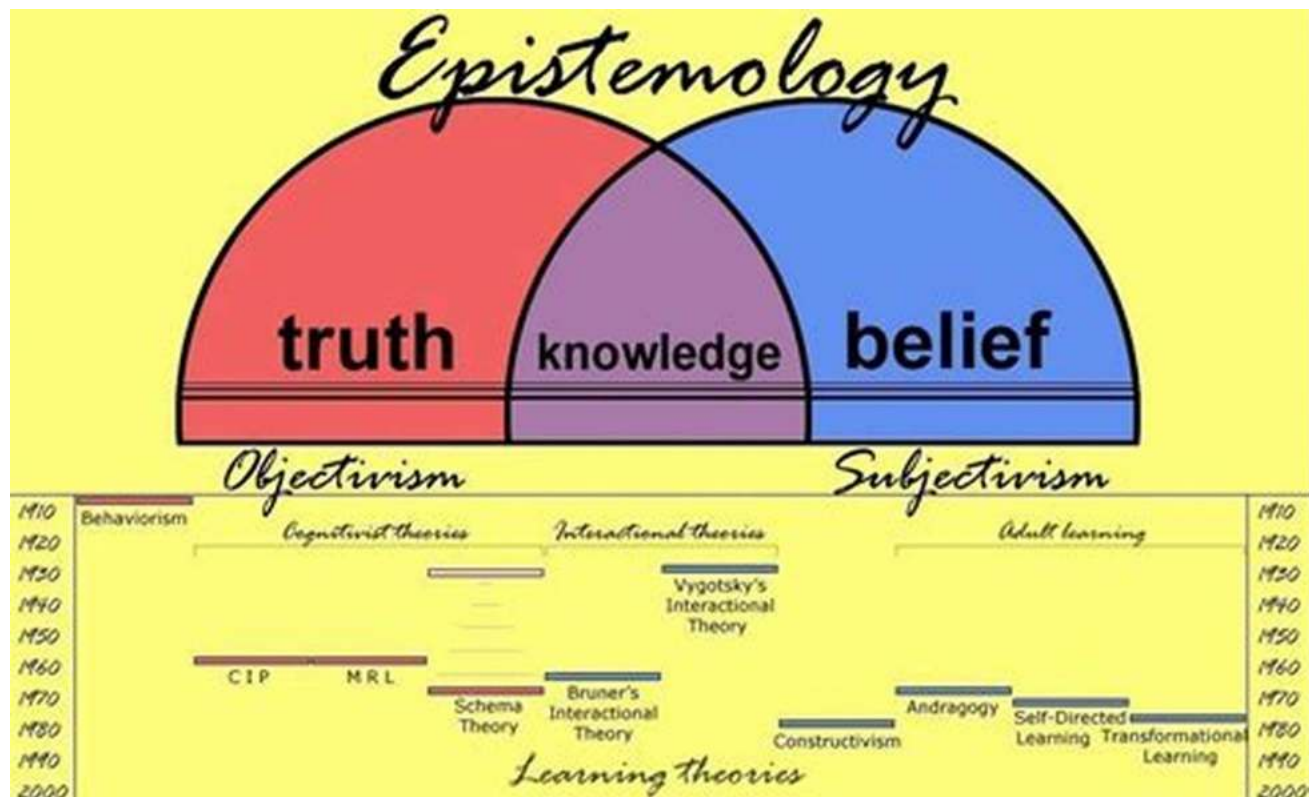 Epistemology
truth
knowledge
belief
Objectivism
Subjectivism
1910
1920
1930
1940
1950
1960
1970
1980
1990
2000
Behaviorism
Cognitivist theories
CIP
MRL
Schema
Theory
Interactional theories
Bruner's
Interactional
Theory
Vygotsky's
Interactional
Theory
Constructivism
Adult learning
Andragogy
Self-Directed
Learning
Transformational
Learning
1910
1920
1930
1940
1950
1960
1970
1980
1990
2000
Learning theories